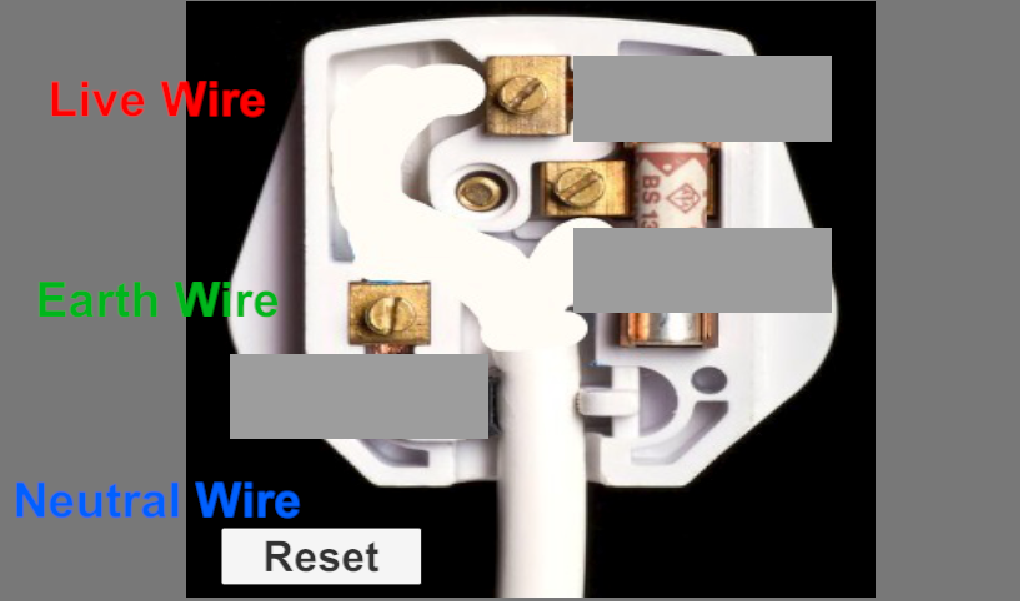 Live Wire
BS 13
Earth Wire
Neutral Wire
Reset